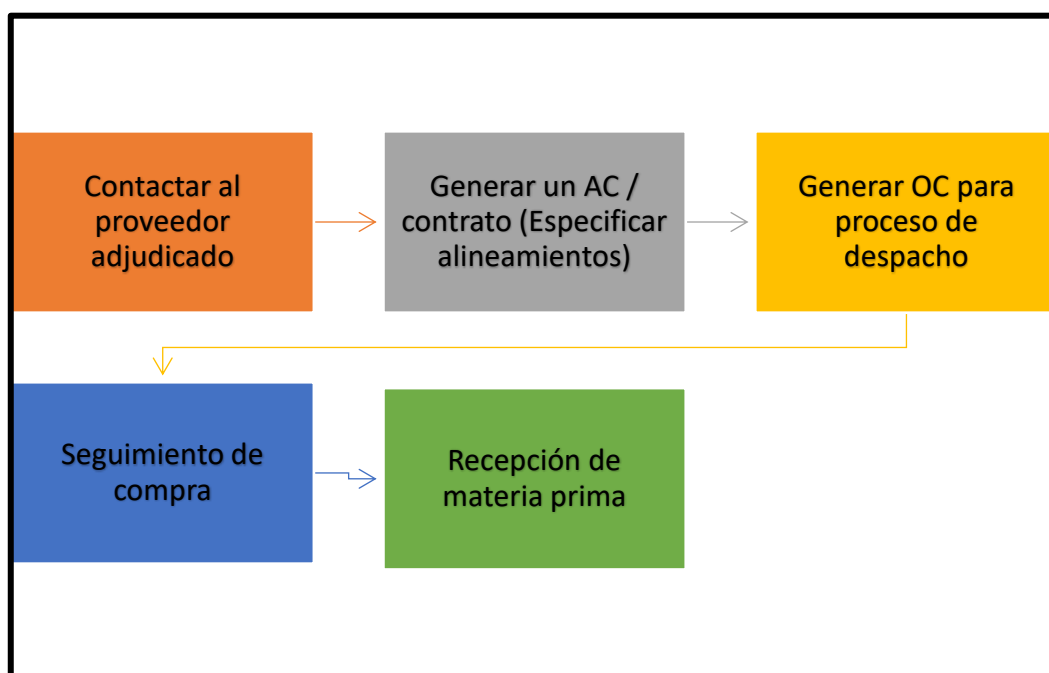 Contactar al
proveedor
adjudicado
Generar un AC /
contrato (Especificar
alineamientos)
Generar OC para
proceso de
despacho
Seguimiento de
compra
Recepción de
materia prima